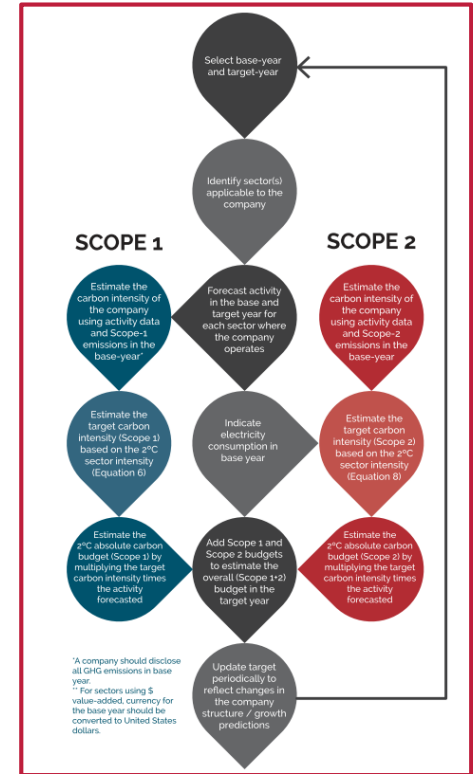 Select base-year
and target-year
Identify sector(s)
applicable to the
company
SCOPE 1
SCOPE 2
Estimate the
carbon intensity of
the company
using activity data
and Scope-1
emissions in the
base-year*
Forecast activity
in the base and
target year for
each sector where
the company
operates
Estimate the
carbon intensity of
the company
using activity data
and Scope-2
emissions in the
base-year
Estimate the
target carbon
intensity (Scope 1)
based on the 2ºC
sector intensity
(Equation 6)
Indicate
electricity
consumption in
base year
Estimate the
target carbon
intensity (Scope 2)
based on the 2ºC
sector intensity
(Equation 8)
Estimate the
2ºC absolute carbon
budget (Scope 1) by
multiplying the target
carbon intensity times
the activity
forecasted
Add Scope 1 and
Scope 2 budgets
to estimate the
overall (Scope 1+2)
budget in the
target year
Estimate the
2ºC absolute carbon
budget (Scope 2) by
multiplying the target
carbon intensity times
the activity
forecasted
Update target
periodically to
reflect changes in
the company
structure / growth
predictions
*A company should disclose
all GHG emissions in base
year.
** For sectors using $
value-added, currency for
the base year should be
converted to United States
dollars.